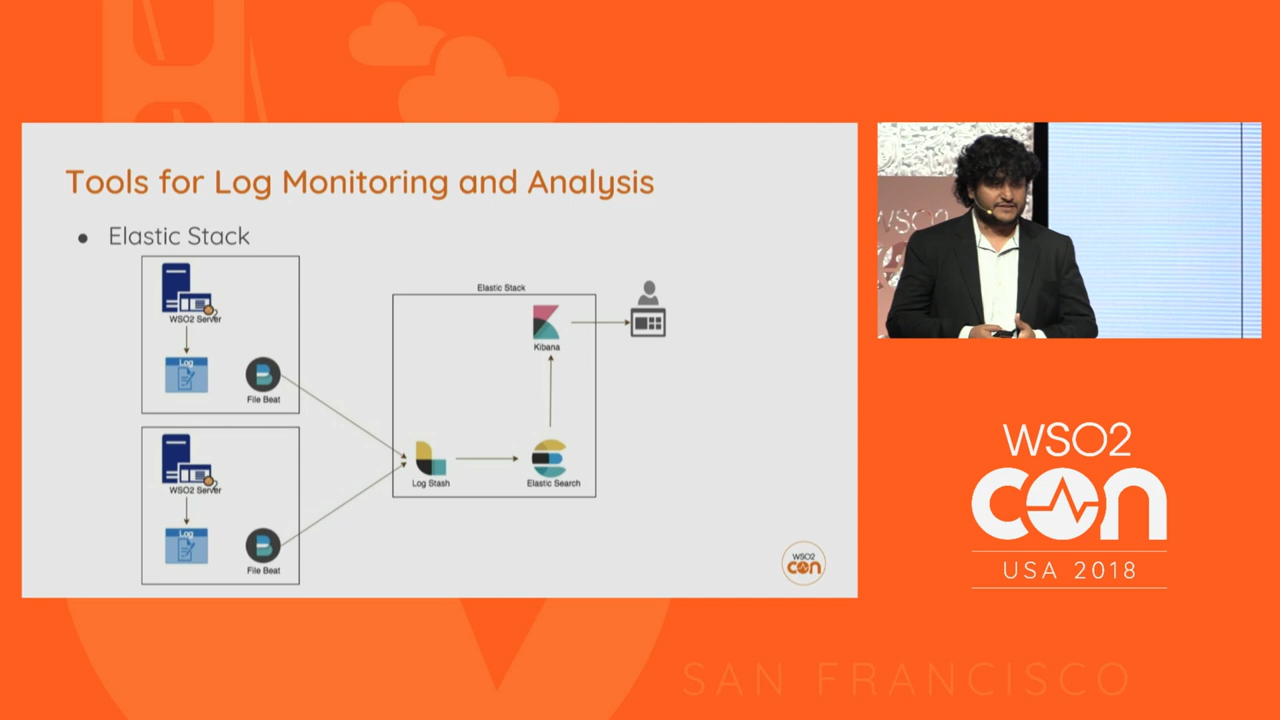 Tools for Log Monitoring and Analysis
● Elastic Stack
WSO2 Server
Log
File Beat
WSO2 Server
Log
File Beat
Elastic Stack
Kibana
Log Stash
Elastic Search
WSO2
con
WSO2
WSO2
con
USA 2018
SAN FRANCISCO